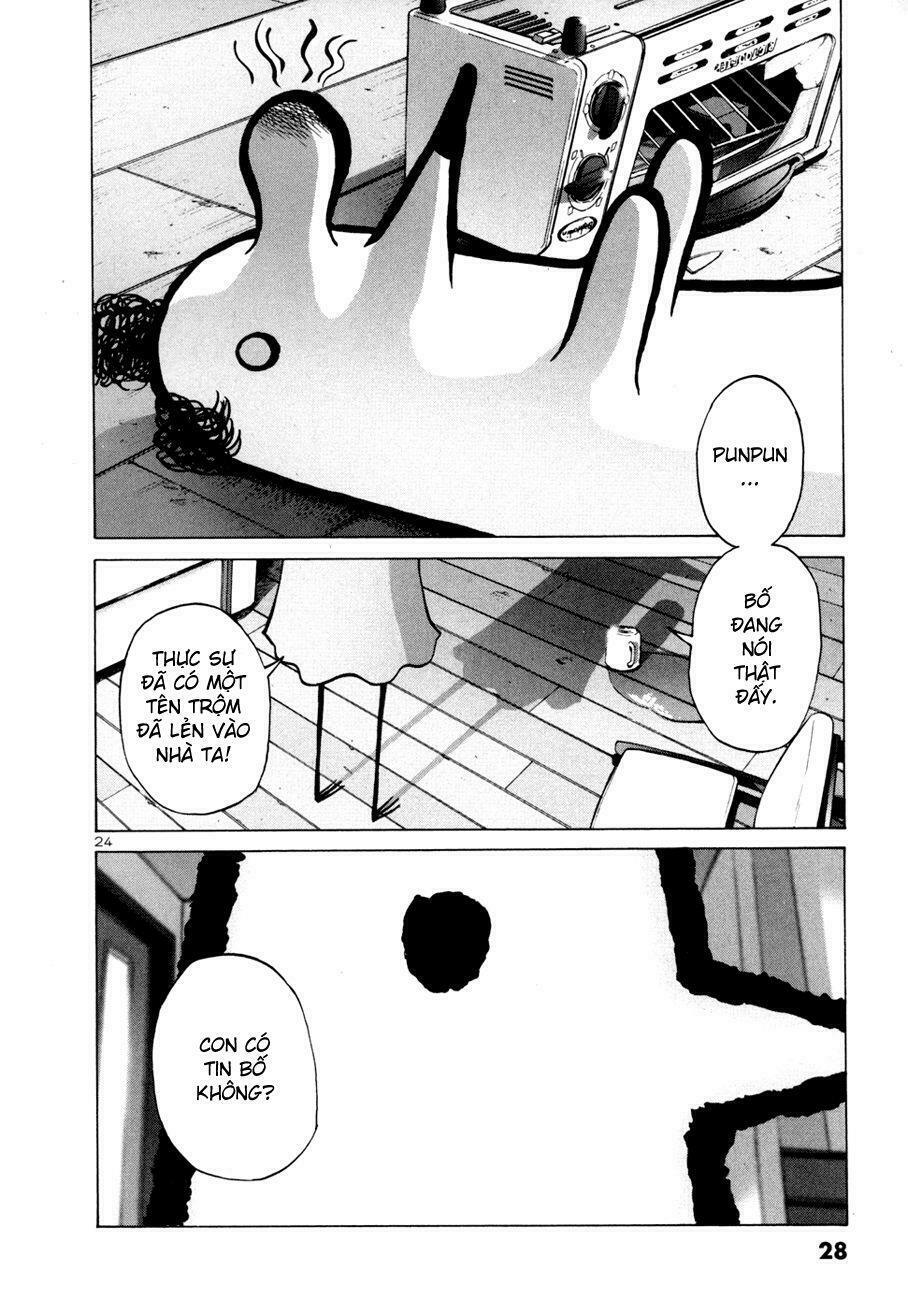 PUNPUN
...
BỐ
ĐANG
NÓI
THẬT
ĐẤY.
THỰC SỰ
ĐÃ CÓ MỘT
TÊN TRỘM
ĐÃ LẺN VÀO
NHÀ TA!
24
CON CÓ
TIN BỐ
KHÔNG?
28